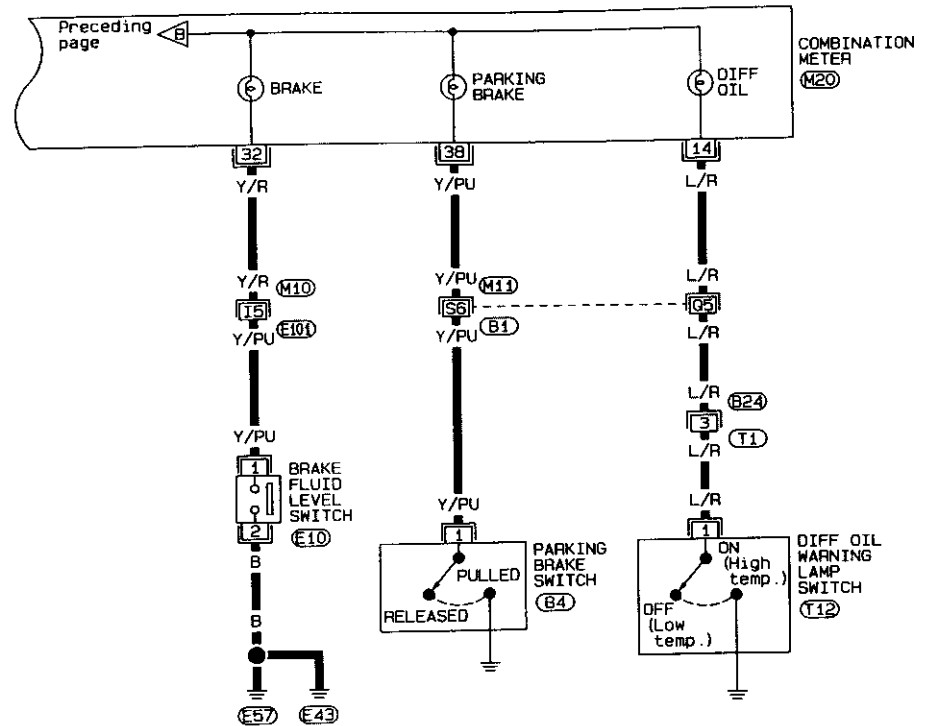 Preceding
page
B
COMBINATION
METER
M20
BRAKE
PARKING
BRAKE
DIFF
OIL
32
38
14
Y/R
Y/PU
L/R
Y/R
M10
Y/PU
M11
L/R
I5
S6
Q5
E101
B1
Y/PU
Y/PU
L/R
L/R
B24
3
T1
L/R
Y/PU
1
BRAKE
FLUID
LEVEL
SWITCH
2
E10
B
B
E57
E43
Y/PU
1
PARKING
BRAKE
SWITCH
B4
PULLED
RELEASED
L/R
1
DIFF OIL
WARNING
LAMP
SWITCH
T12
ON
(High
temp.)
OFF
(Low
temp.)